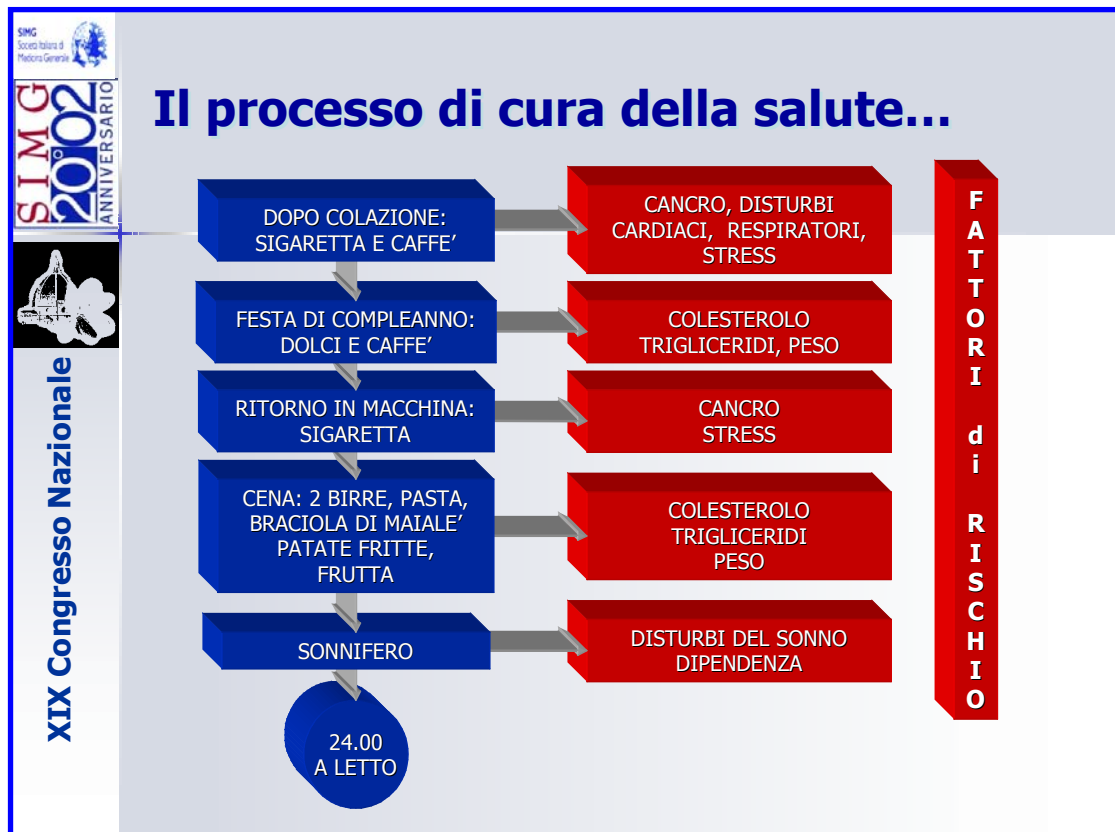 SIMG
Società Italiana di
Medicina Generale
SIMG
20°02
ANNIVERSARIO
XIX Congresso Nazionale
Il processo di cura della salute…
DOPO COLAZIONE:
SIGARETTA E CAFFE’
CANCRO, DISTURBI
CARDIACI, RESPIRATORI,
STRESS
FESTA DI COMPLEANNO:
DOLCI E CAFFE’
COLESTEROLO
TRIGLICERIDI, PESO
RITORNO IN MACCHINA:
SIGARETTA
CANCRO
STRESS
CENA: 2 BIRRE, PASTA,
BRACIOLA DI MAIALE’
PATATE FRITTE,
FRUTTA
COLESTEROLO
TRIGLICERIDI
PESO
SONNIFERO
DISTURBI DEL SONNO
DIPENDENZA
24.00
A LETTO
FATTORI di RISCHIO